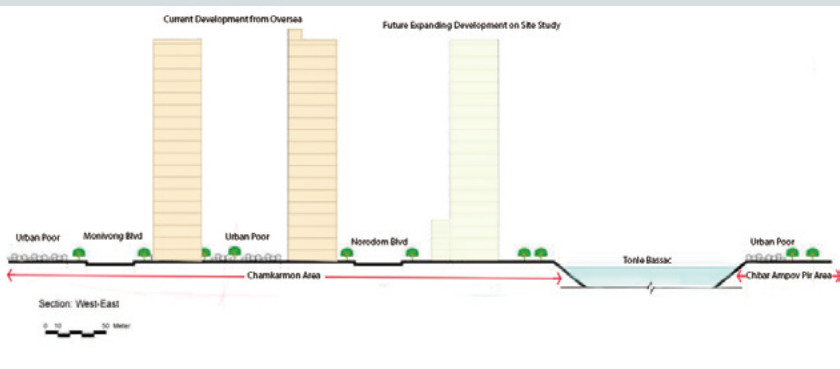 Current Development from Oversea
Future Expanding Development on Site Study
Urban Poor
Monivong Blvd
Urban Poor
Norodom Blvd
Tonle Bassac
Urban Poor
Chamkarmon Area
Chbar Ampov Pir Area
Section: West-East
0 10 50 Meter